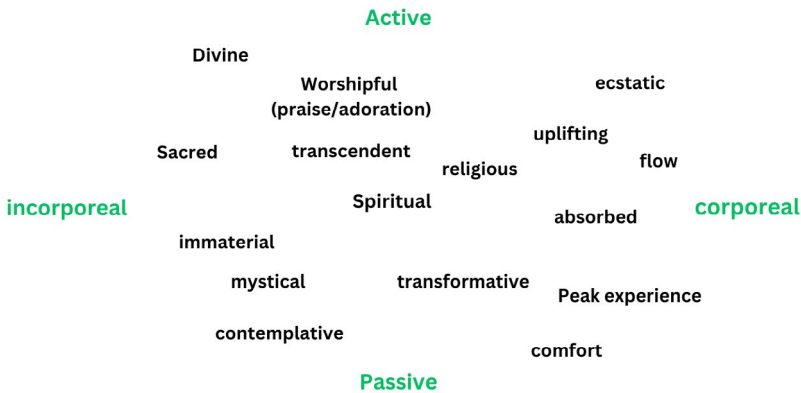 Active
Divine
Worshipful
(praise/adoration)
ecstatic
uplifting
Sacred
transcendent
religious
flow
Spiritual
incorporeal
corporeal
absorbed
immaterial
mystical
transformative
Peak experience
contemplative
comfort
Passive